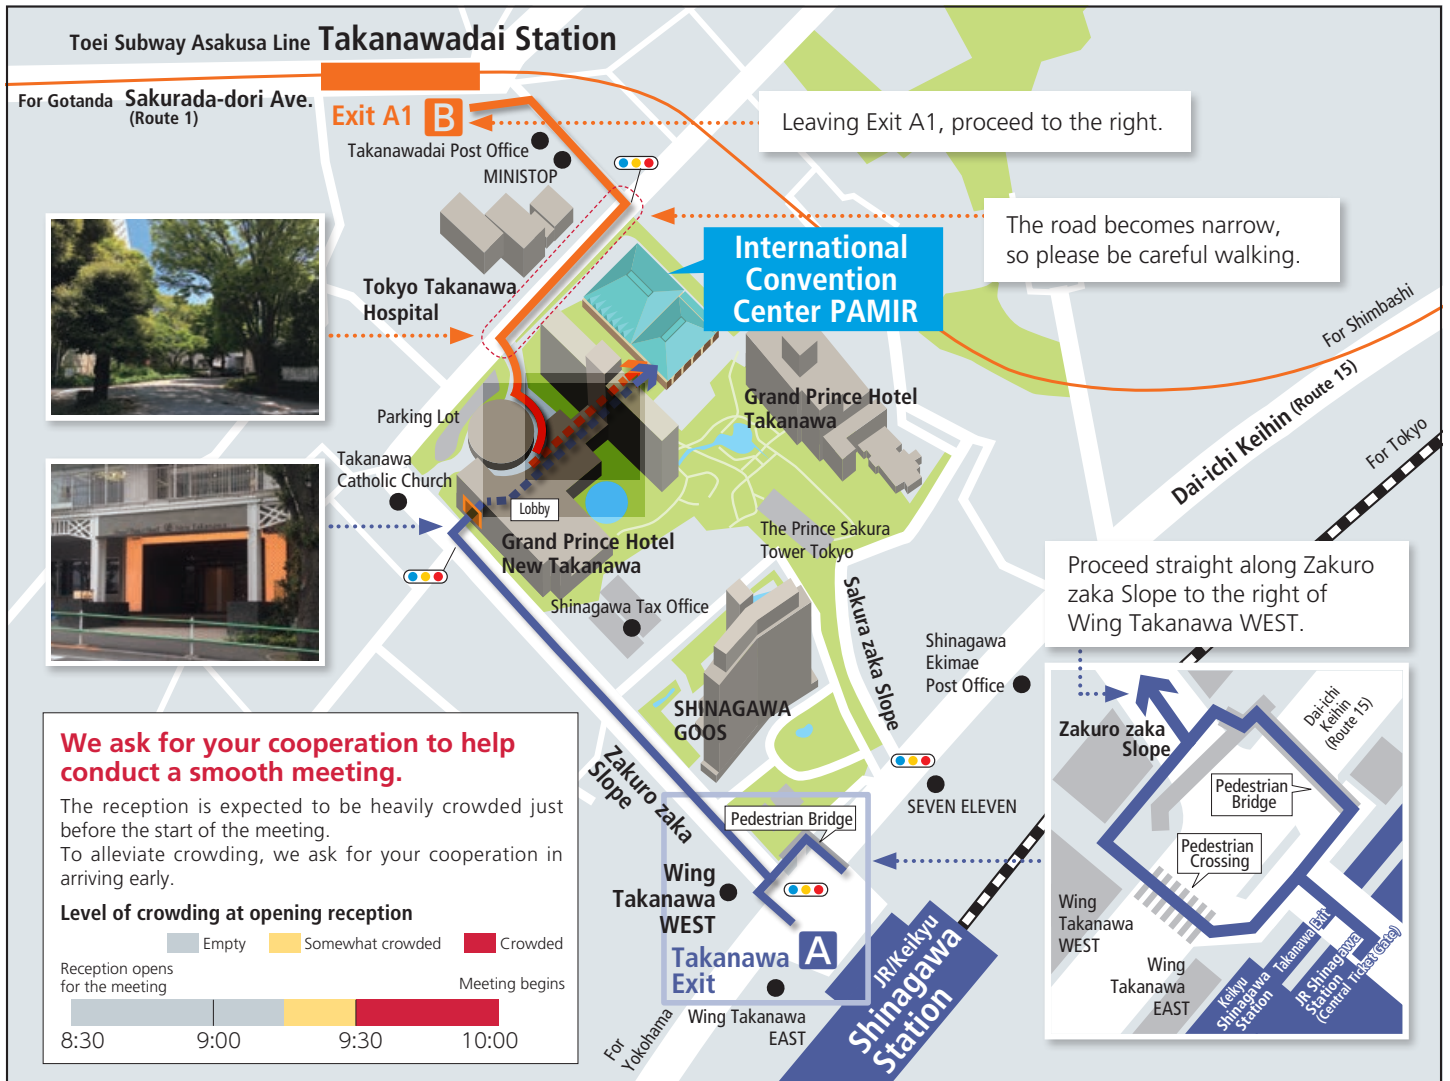 Toei Subway Asakusa Line Takanawadai Station
For Gotanda Sakurada-dori Ave.
(Route 1)
Exit A1 B
Leaving Exit A1, proceed to the right.
Takanawadai Post Office
MINISTOP
The road becomes narrow,
so please be careful walking.
International
Convention
Center PAMIR
Tokyo Takanawa
Hospital
For Shimbashi
Dai-ichi Keihin (Route 15)
For Tokyo
Parking Lot
Grand Prince Hotel
Takanawa
Takanawa
Catholic Church
Lobby
Grand Prince Hotel
New Takanawa
The Prince Sakura
Tower Tokyo
Shinagawa Tax Office
Sakura zaka Slope
Shinagawa
Ekimae
Post Office
Proceed straight along Zakuro
zaka Slope to the right of
Wing Takanawa WEST.
SHINAGAWA
GOOS
Zakuro zaka
Slope
SEVEN ELEVEN
Pedestrian Bridge
Wing
Takanawa
WEST
Takanawa
Exit
A
Wing Takanawa
EAST
For
Yokohama
JR/Keikyu
Shinagawa
Station
Zakuro zaka
Slope
Dai-ichi
Keihin
(Route 15)
Pedestrian
Bridge
Pedestrian
Crossing
Wing
Takanawa
WEST
Wing
Takanawa
EAST
Keikyu
Shinagawa
Station
Takanawa Exit
JR Shinagawa
Station
(Central Ticket Gate)
We ask for your cooperation to help
conduct a smooth meeting.
The reception is expected to be heavily crowded just
before the start of the meeting.
To alleviate crowding, we ask for your cooperation in
arriving early.
Level of crowding at opening reception
Empty Somewhat crowded Crowded
Reception opens
for the meeting
Meeting begins
8:30 9:00 9:30 10:00